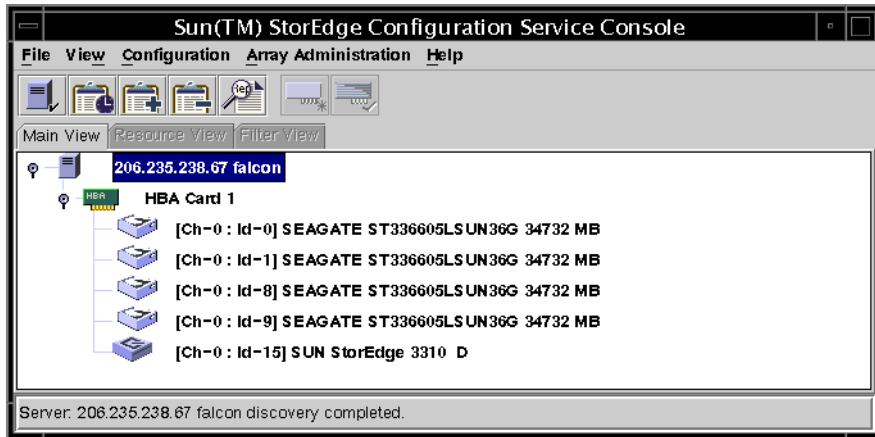 Sun(TM) StorEdge Configuration Service Console
File View Configuration Array Administration Help
Rep
Main View Resource View Filter View
206.235.238.67 falcon
HBA HBA Card 1
[Ch-0 : Id-0] SEAGATE ST336605LSUN36G 34732 MB
[Ch-0 : Id-1] SEAGATE ST336605LSUN36G 34732 MB
[Ch-0 : Id-8] SEAGATE ST336605LSUN36G 34732 MB
[Ch-0 : Id-9] SEAGATE ST336605LSUN36G 34732 MB
[Ch-0 : Id-15] SUN StorEdge 3310 D
Server: 206.235.238.67 falcon discovery completed.